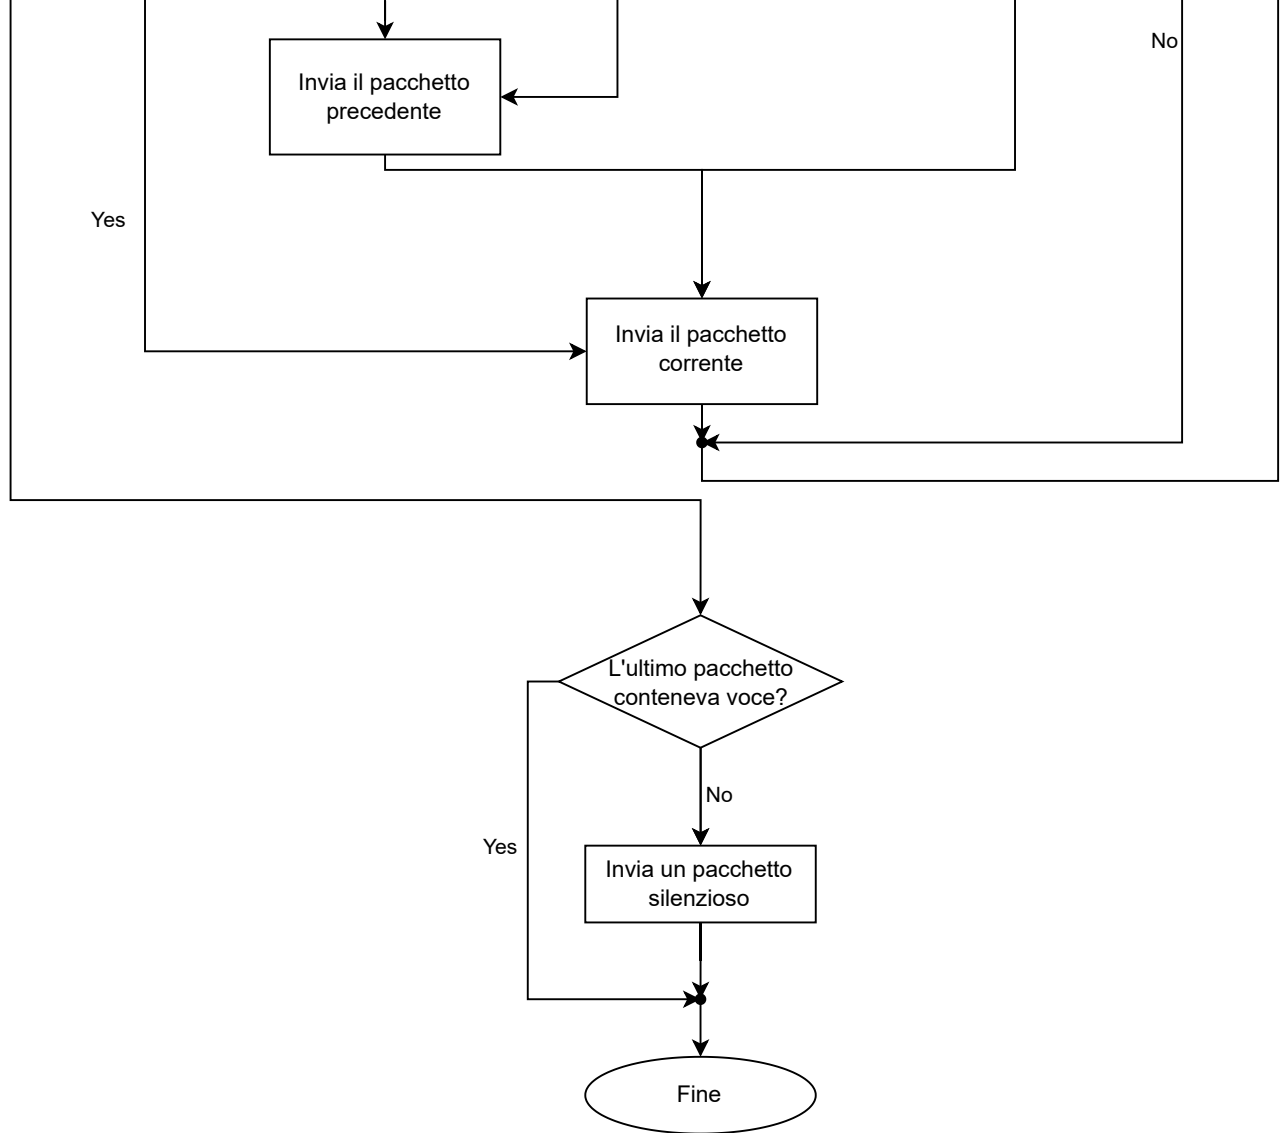 No
Invia il pacchetto
precedente
Yes
Invia il pacchetto
corrente
L'ultimo pacchetto
conteneva voce?
No
Yes
Invia un pacchetto
silenzioso
Fine